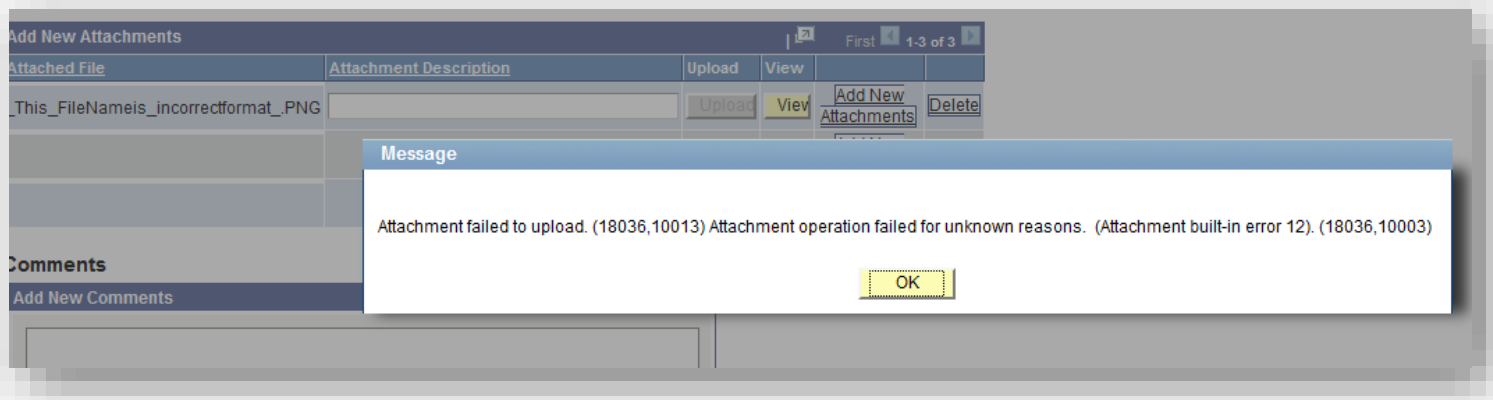 Add New Attachments | First 1-3 of 3
Attached File Attachment Description Upload View
_This_FileNameis_incorrectformat_.PNG Upload View Add New Attachments Delete
Message
Attachment failed to upload. (18036,10013) Attachment operation failed for unknown reasons. (Attachment built-in error 12). (18036,10003)
OK
Comments
Add New Comments